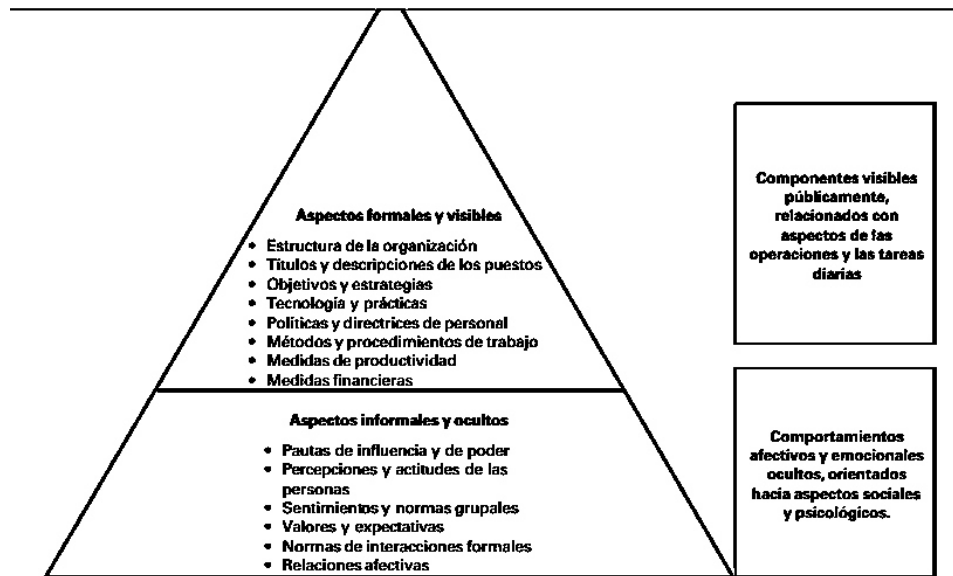 Aspectos formales y visibles
• Estructura de la organización
• Títulos y descripciones de los puestos
• Objetivos y estrategias
• Tecnología y prácticas
• Políticas y directrices de personal
• Métodos y procedimientos de trabajo
• Medidas de productividad
• Medidas financieras
Aspectos informales y ocultos
• Pautas de influencia y de poder
• Percepciones y actitudes de las
personas
• Sentimientos y normas grupales
• Valores y expectativas
• Normas de interacciones formales
• Relaciones afectivas
Componentes visibles
públicamente,
relacionados con
aspectos de las
operaciones y las tareas
diarias
Comportamientos
afectivos y emocionales
ocultos, orientados
hacia aspectos sociales
y psicológicos.